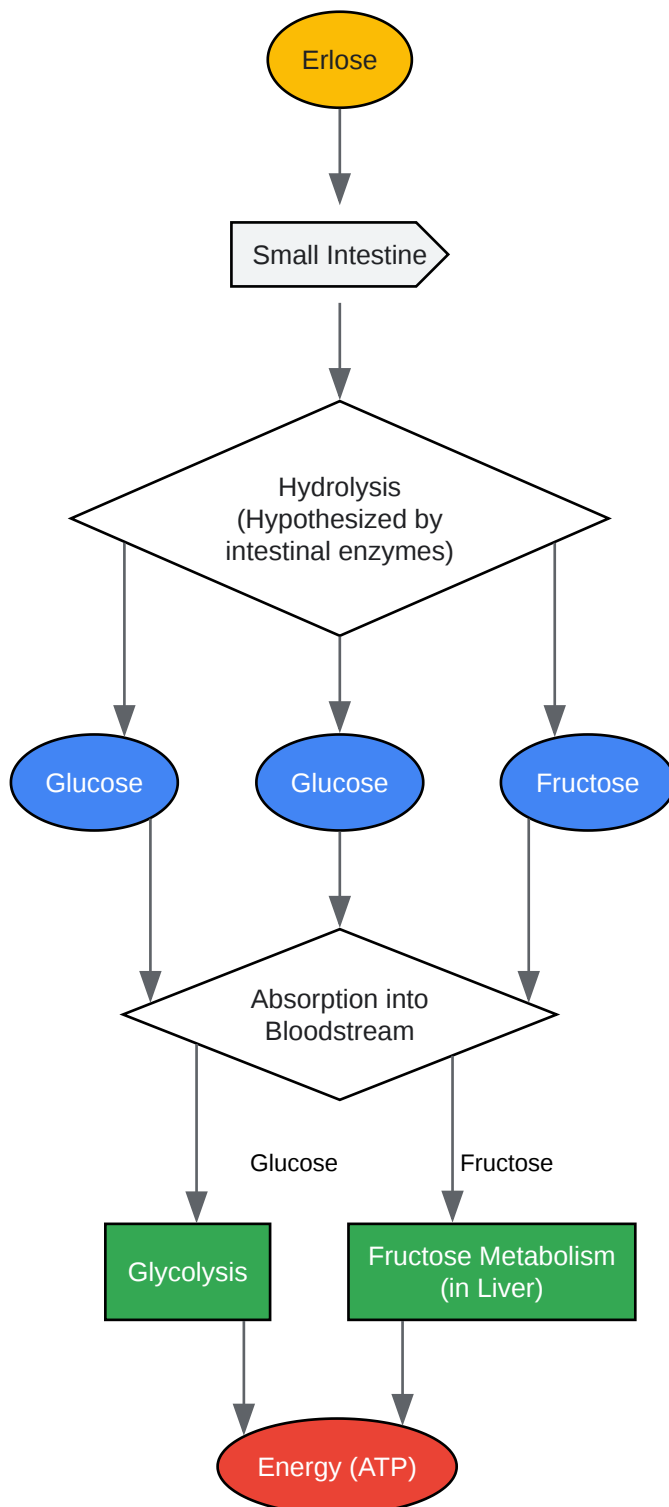 Erlose
Small Intestine
Hydrolysis
(Hypothesized by
intestinal enzymes)
Glucose
Glucose
Fructose
Absorption into
Bloodstream
Glucose
Fructose
Glycolysis
Fructose Metabolism
(in Liver)
Energy (ATP)